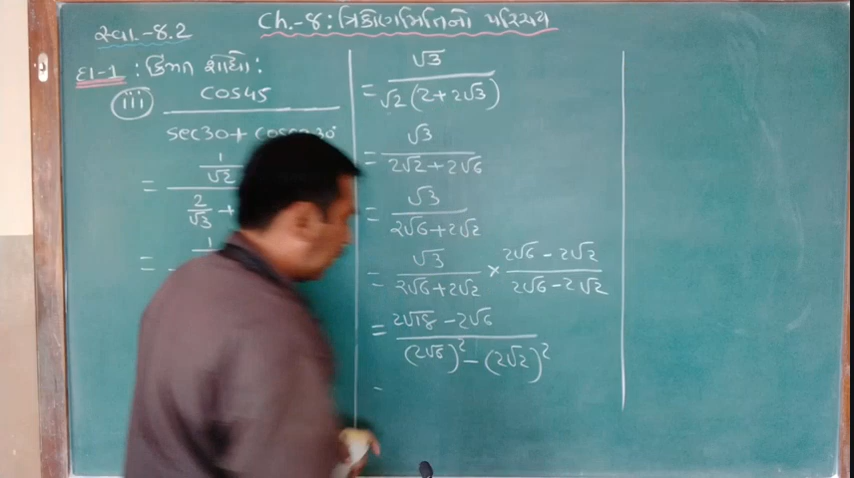 Ch.-8: ત્રિકોણમિતિનો પરિચય
સ્વા.-8.2
દા-1 : કિંમત શોધો :
(iii) cos45 / sec30 + cosec30°
= 1/√2 / 2/√3 +
= 1
= √3 / √2(2+2√3)
= √3 / 2√2+2√6
= √3 / 2√6+2√2
= √3 / 2√6+2√2 × 2√6-2√2 / 2√6-2√2
= 2√18 - 2√6 / (2√6)² - (2√2)²